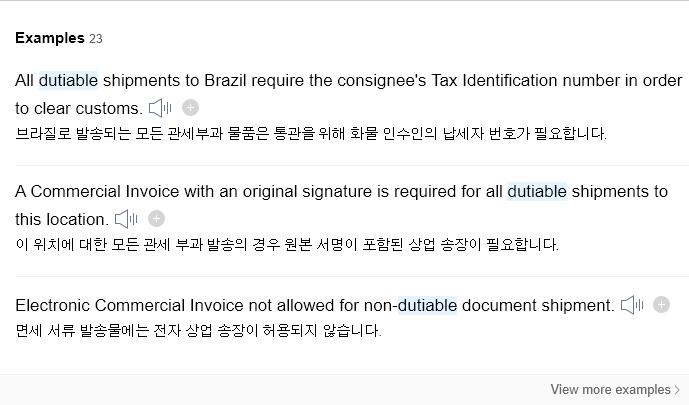 Examples 23
All dutiable shipments to Brazil require the consignee's Tax Identification number in order
to clear customs.
브라질로 발송되는 모든 관세부과 물품은 통관을 위해 화물 인수인의 납세자 번호가 필요합니다.
A Commercial Invoice with an original signature is required for all dutiable shipments to
this location.
이 위치에 대한 모든 관세 부과 발송의 경우 원본 서명이 포함된 상업 송장이 필요합니다.
Electronic Commercial Invoice not allowed for non-dutiable document shipment.
면세 서류 발송물에는 전자 상업 송장이 허용되지 않습니다.
View more examples